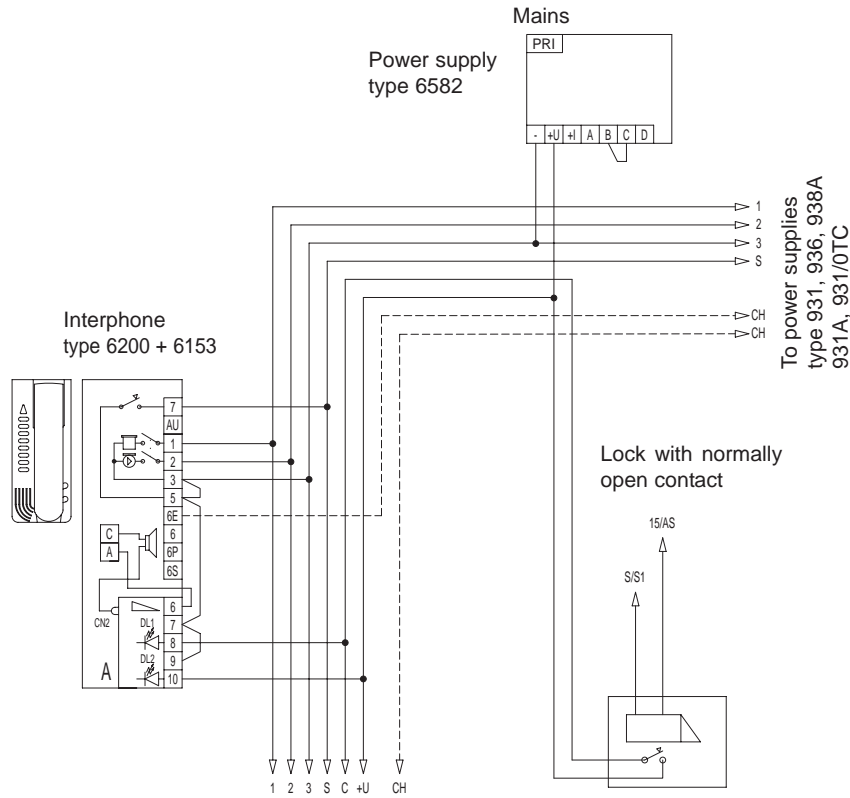 Mains
PRI
Power supply
type 6582
- +U +I A B C D
1
2
3
S
CH
CH
To power supplies
type 931, 936, 938A
931A, 931/0TC
Interphone
type 6200 + 6153
7
AU
1
2
3
5
6E
6
6P
6S
C
A
CN2
DL1
DL2
A
6
7
8
9
10
Lock with normally
open contact
15/AS
S/S1
1 2 3 S C +U CH